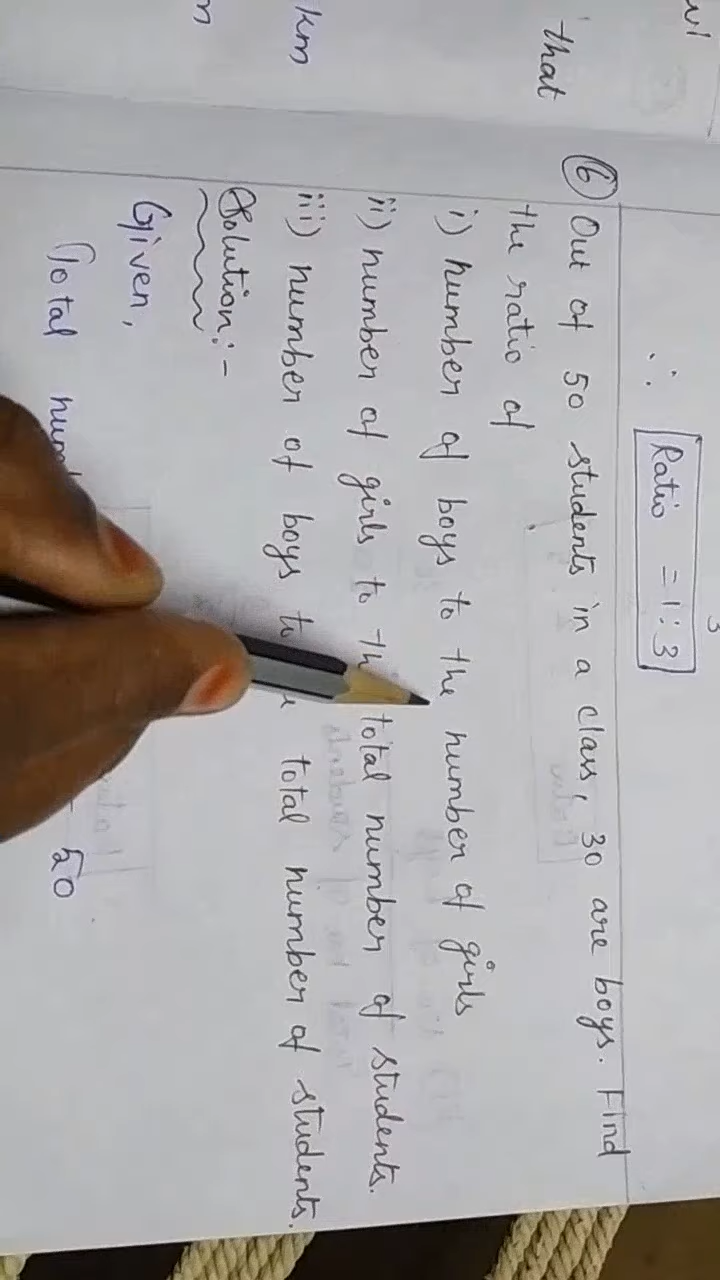 that
km
∴ Ratio = 1:3
3
⑥ Out of 50 students in a class, 30 are boys. Find
the ratio of
i) number of boys to the number of girls
ii) number of girls to total number of students.
iii) number of boys to total number of students.
Solution:-
Given,
Total 50